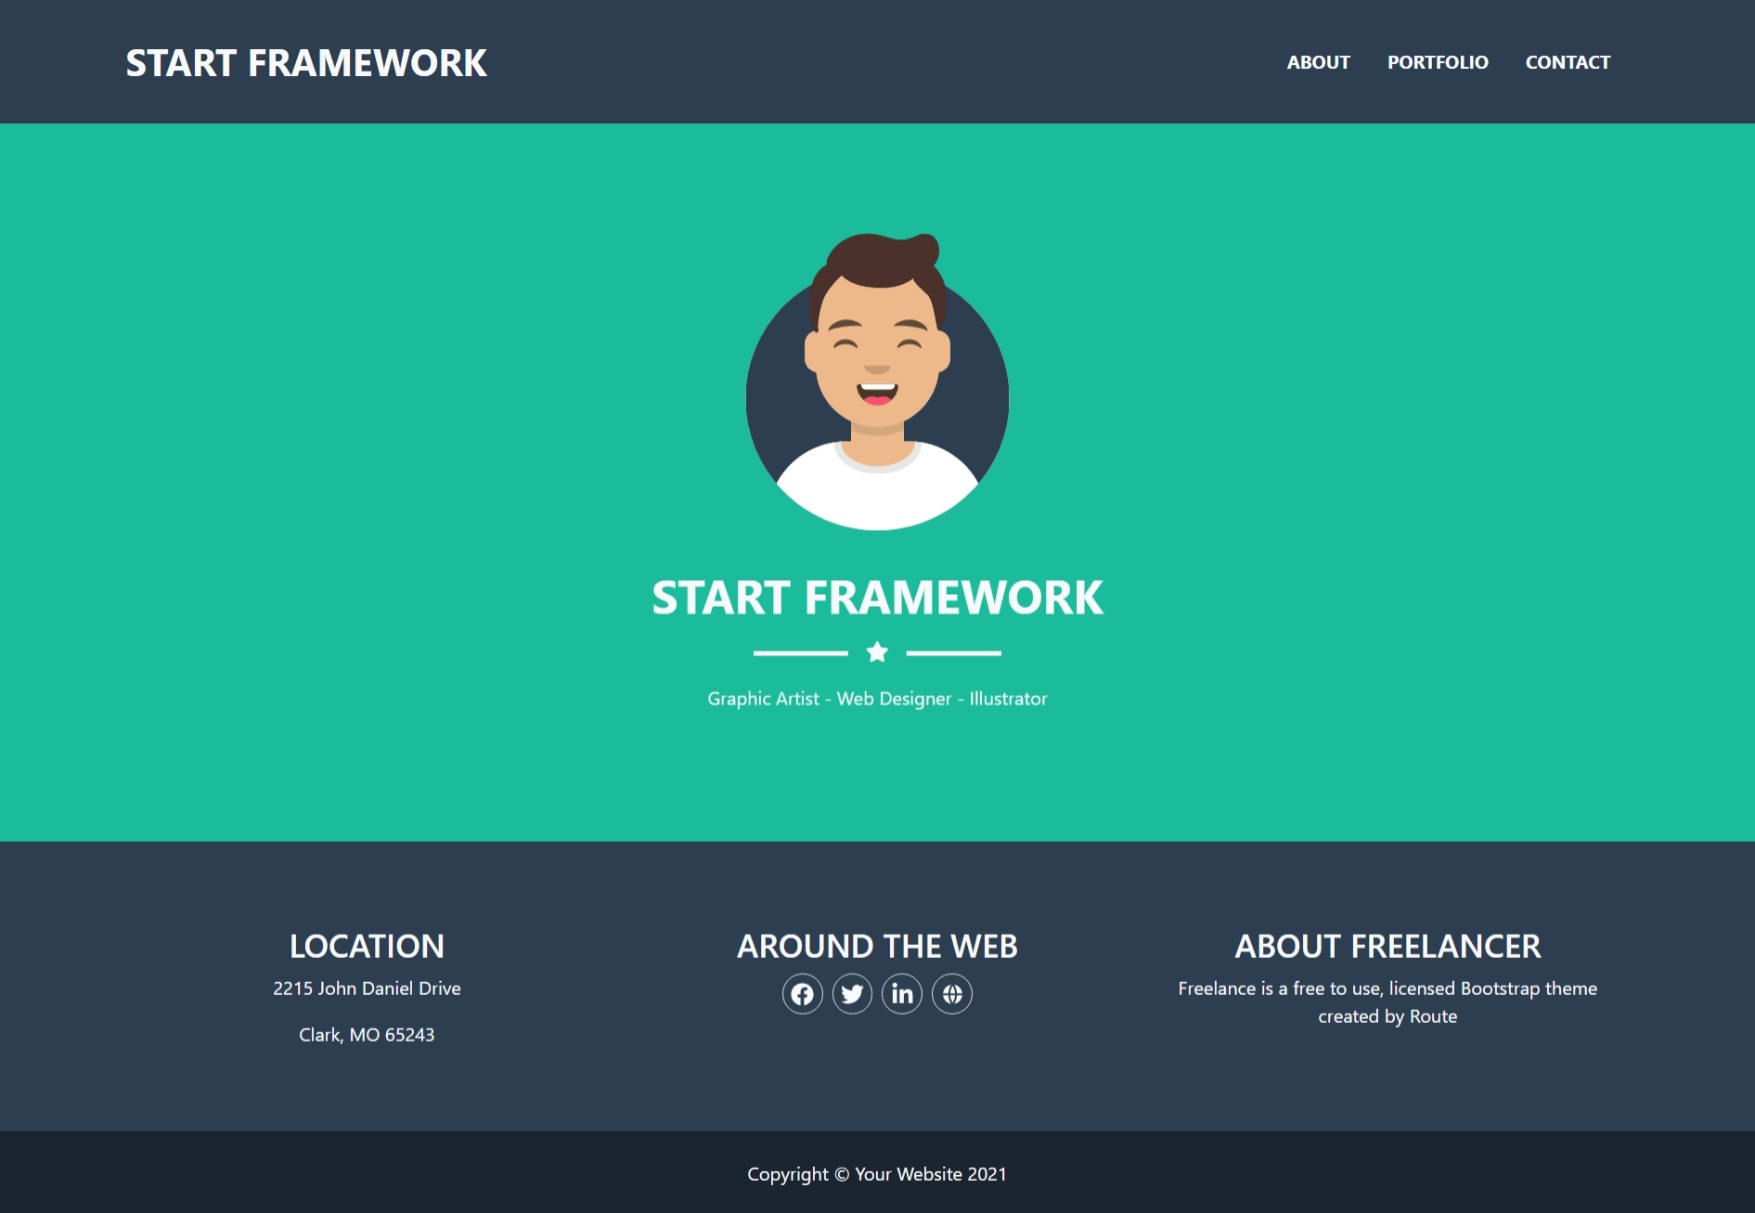 START FRAMEWORK
ABOUT PORTFOLIO CONTACT
START FRAMEWORK
Graphic Artist - Web Designer - Illustrator
LOCATION
2215 John Daniel Drive
Clark, MO 65243
AROUND THE WEB
ABOUT FREELANCER
Freelance is a free to use, licensed Bootstrap theme
created by Route
Copyright © Your Website 2021